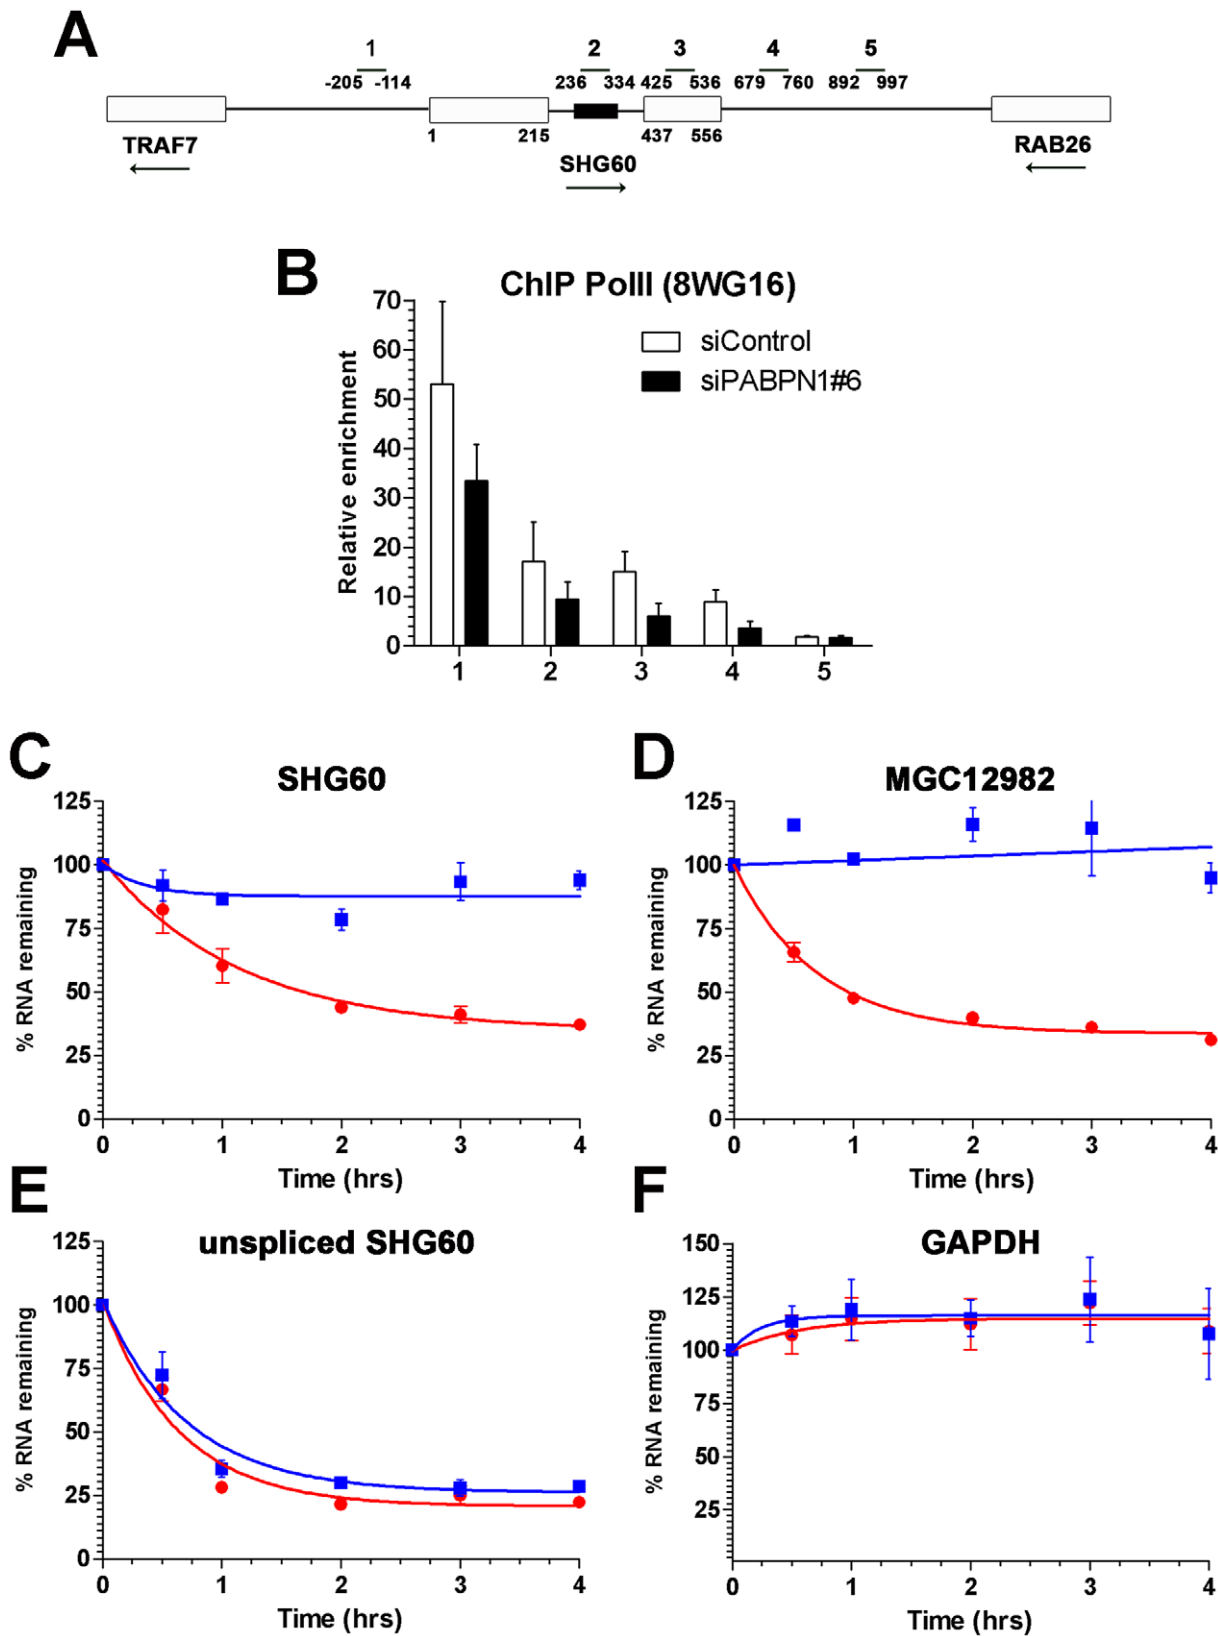 A
1 2 3 4 5
-205 -114 236 334 425 536 679 760 892 997
1 215 437 556
TRAF7 SHG60 RAB26
B
ChIP PolII (8WG16)
siControl
siPABPN1#6
Relative enrichment
70
60
50
40
30
20
10
0
1 2 3 4 5
C
SHG60
% RNA remaining
125
100
75
50
25
0
0 1 2 3 4
Time (hrs)
D
MGC12982
% RNA remaining
125
100
75
50
25
0
0 1 2 3 4
Time (hrs)
E
unspliced SHG60
% RNA remaining
125
100
75
50
25
0
0 1 2 3 4
Time (hrs)
F
GAPDH
% RNA remaining
150
125
100
75
50
25
0 1 2 3 4
Time (hrs)